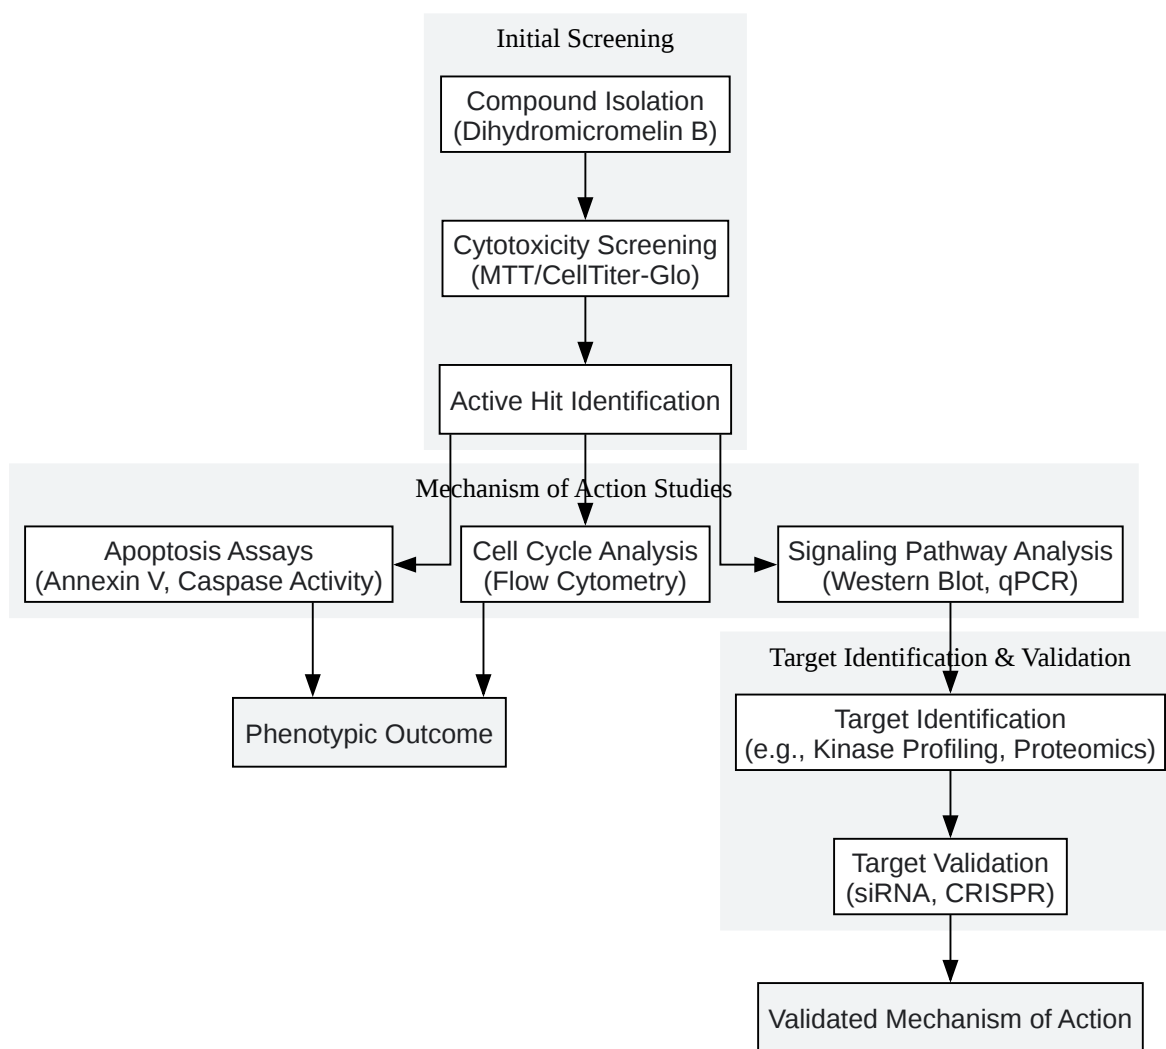 Initial Screening
Compound Isolation
(Dihydromicromelin B)
Cytotoxicity Screening
(MTT/CellTiter-Glo)
Active Hit Identification
Mechanism of Action Studies
Apoptosis Assays
(Annexin V, Caspase Activity)
Cell Cycle Analysis
(Flow Cytometry)
Signaling Pathway Analysis
(Western Blot, qPCR)
Phenotypic Outcome
Target Identification & Validation
Target Identification
(e.g., Kinase Profiling, Proteomics)
Target Validation
(siRNA, CRISPR)
Validated Mechanism of Action